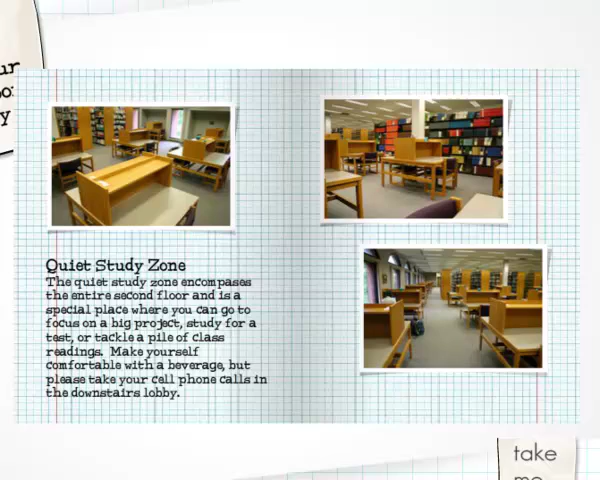 Quiet Study Zone
The quiet study zone encompases
the entire second floor and is a
special place where you can go to
focus on a big project, study for a
test, or tackle a pile of class
readings. Make yourself
comfortable with a beverage, but
please take your cell phone calls in
the downstairs lobby.
take
me